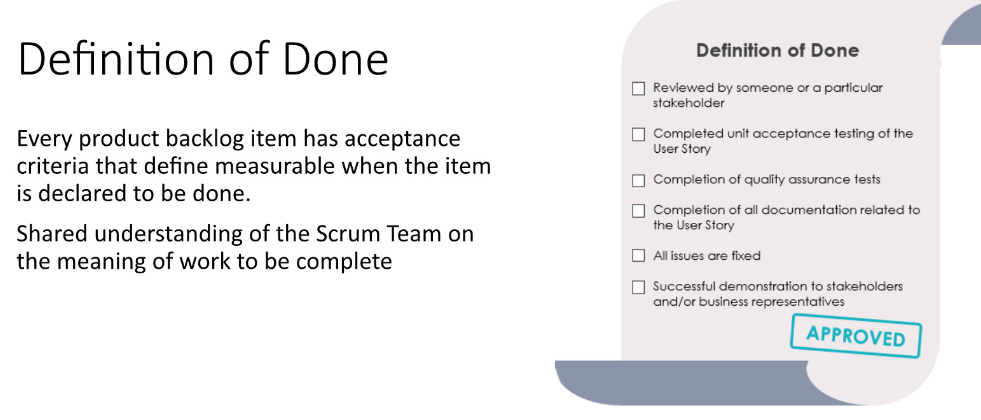 Definition of Done
Every product backlog item has acceptance
criteria that define measurable when the item
is declared to be done.
Shared understanding of the Scrum Team on
the meaning of work to be complete
Definition of Done
Reviewed by someone or a particular
stakeholder
Completed unit acceptance testing of the
User Story
Completion of quality assurance tests
Completion of all documentation related to
the User Story
All issues are fixed
Successful demonstration to stakeholders
and/or business representatives
APPROVED